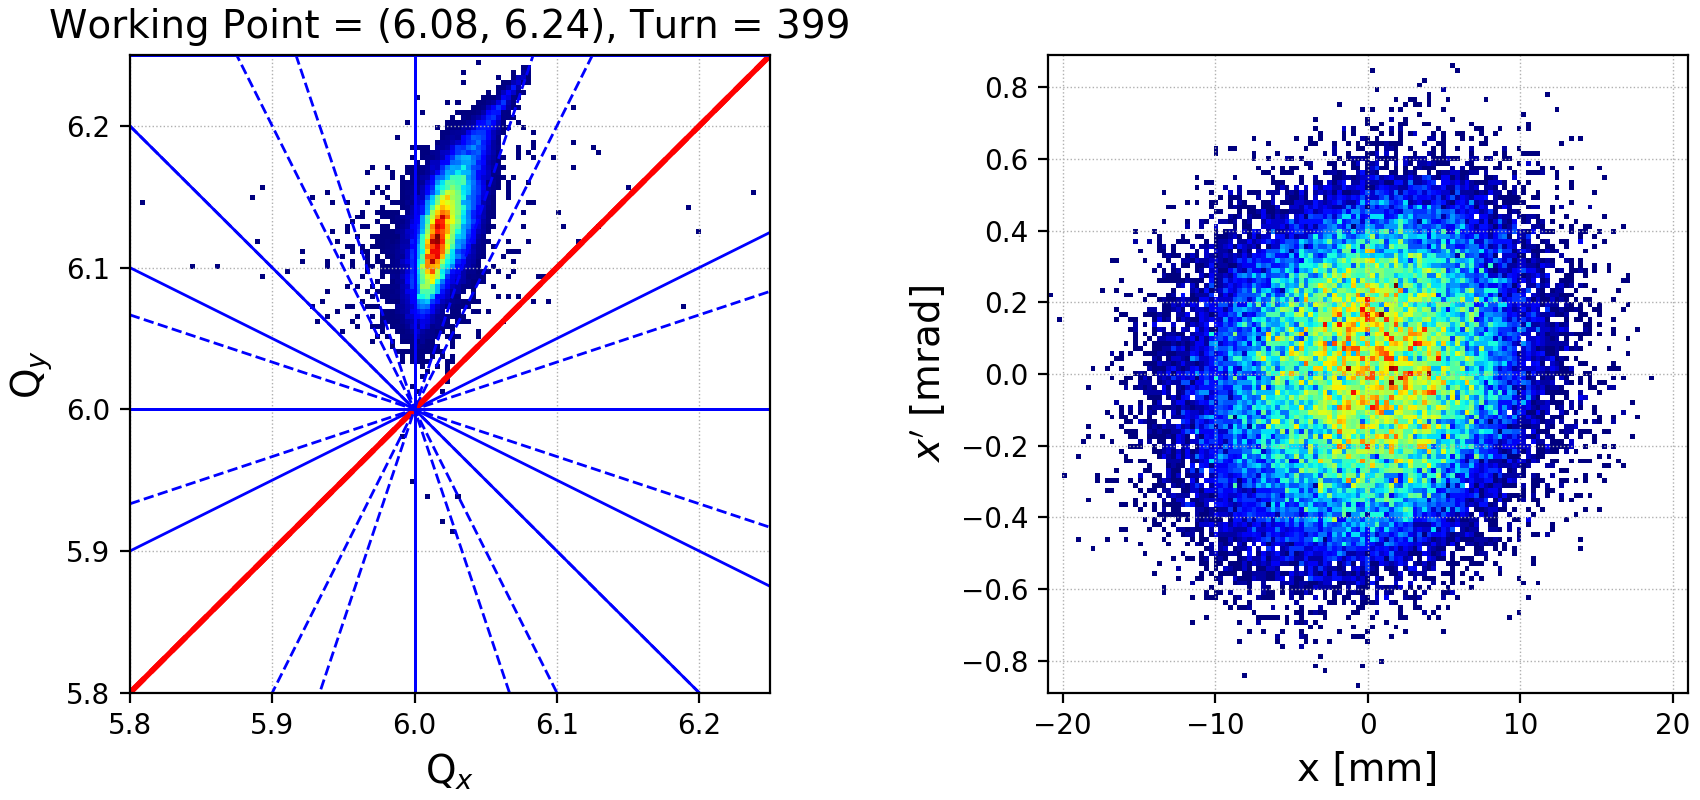 Working Point = (6.08, 6.24), Turn = 399
6.2
6.1
6.0
5.9
5.8
Q_y
5.8 5.9 6.0 6.1 6.2
Q_x
0.8
0.6
0.4
0.2
0.0
−0.2
−0.4
−0.6
−0.8
x′ [mrad]
−20 −10 0 10 20
x [mm]